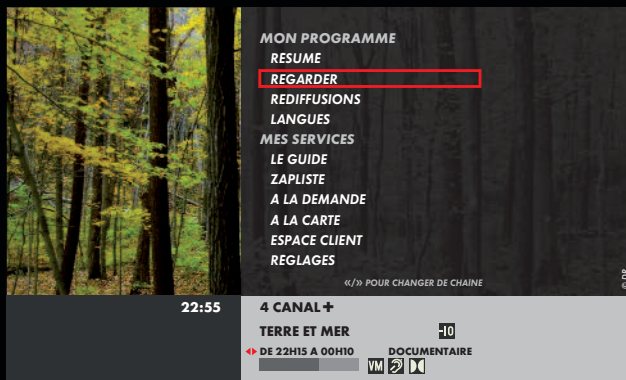 MON PROGRAMME
RESUME
REGARDER
REDIFFUSIONS
LANGUES
MES SERVICES
LE GUIDE
ZAPLISTE
A LA DEMANDE
A LA CARTE
ESPACE CLIENT
REGLAGES
«/» POUR CHANGER DE CHAINE
© DR
22:55 4 CANAL+
TERRE ET MER -10
DE 22H15 A 00H10 DOCUMENTAIRE
VM